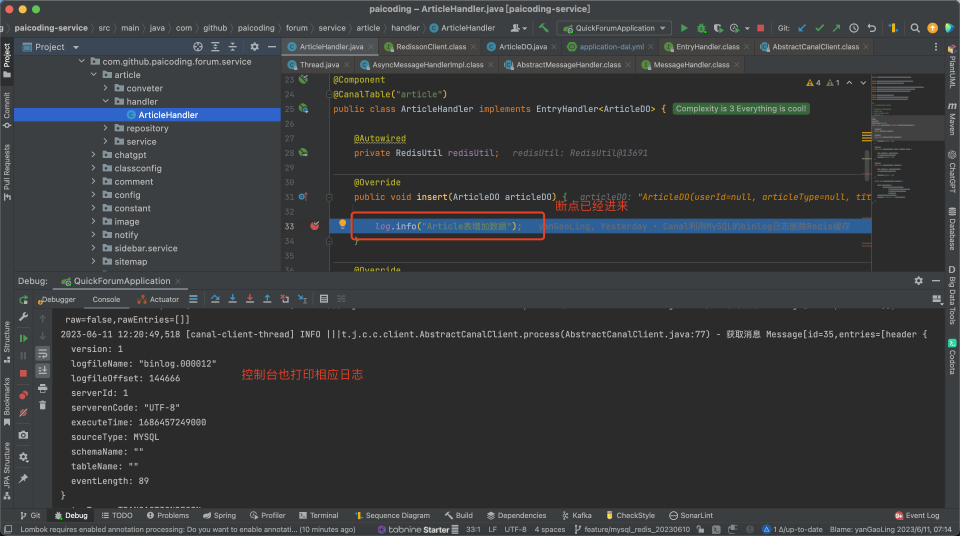 paicoding – ArticleHandler.java [paicoding-service]
paicoding-service
src
main
java
com
github
paicoding
forum
service
article
handler
ArticleHandler
QuickForumApplication
Git:
Project
ArticleHandler.java
RedissonClient.class
ArticleDO.java
application-dal.yml
EntryHandler.class
AbstractCanalClient.class
Thread.java
AsyncMessageHandlerImpl.class
AbstractMessageHandler.class
MessageHandler.class
com.github.paicoding.forum.service
article
conveter
handler
ArticleHandler
repository
service
chatgpt
classconfig
comment
config
constant
image
notify
sidebar.service
sitemap
23 @Component
24 @CanalTable("article")
25 public class ArticleHandler implements EntryHandler<ArticleDO> { Complexity is 3 Everything is cool!
26
27 @Autowired
28 private RedisUtil redisUtil; redisUtil: RedisUtil@13691
29
30 @Override
31 public void insert(ArticleDO articleDO) { articleDO: "ArticleDO(userId=null, articleType=null, tit
断点已经进来
32
33 log.info("Article表增加数据"); yanGaoLing, Yesterday • Canal利用MySQL的binlog日志删除Redis缓存
34 }
35
36 @Override
4 1
Project
Commit
Pull Requests
Structure
Bookmarks
JPA Structure
PlantUML
Maven
ChatGPT
Database
Big Data Tools
Codota
Debug: QuickForumApplication
Debugger
Console
Actuator
raw=false,rawEntries=[]]
2023-06-11 12:20:49,518 [canal-client-thread] INFO |||t.j.c.c.client.AbstractCanalClient.process(AbstractCanalClient.java:77) - 获取消息 Message[id=35,entries=[header {
version: 1
logfileName: "binlog.000012"
logfileOffset: 144666
控制台也打印相应日志
serverId: 1
serverenCode: "UTF-8"
executeTime: 1686457249000
sourceType: MYSQL
schemaName: ""
tableName: ""
eventLength: 89
}
Git
Debug
TODO
Problems
Spring
Profiler
Terminal
Sequence Diagram
Build
Dependencies
Kafka
CheckStyle
SonarLint
Event Log
Lombok requires enabled annotation processing: Do you want to enable annotati... (10 minutes ago)
tabnine Starter
33:1
LF
UTF-8
4 spaces
feature/mysql_redis_20230610
1 Δ/up-to-date
Blame: yanGaoLing 2023/6/11, 07:14